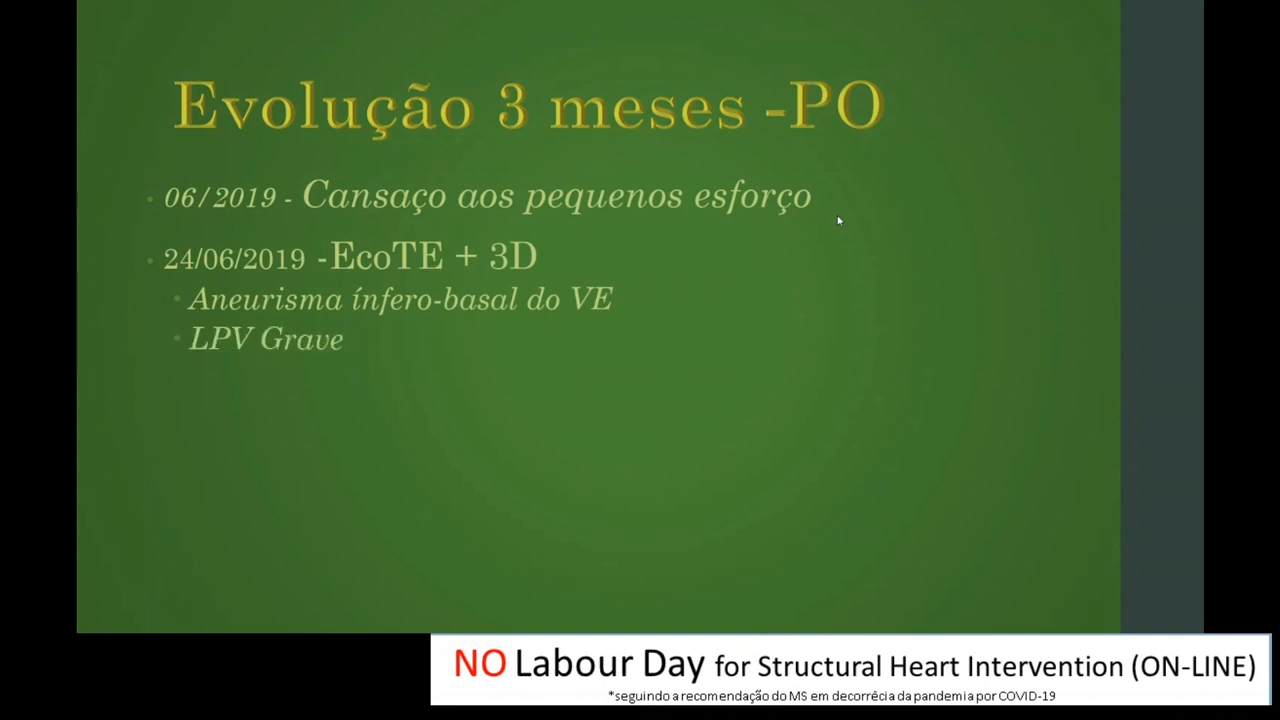 Evolução 3 meses -PO
06/2019 - Cansaço aos pequenos esforço
24/06/2019 -EcoTE + 3D
Aneurisma ínfero-basal do VE
LPV Grave
NO Labour Day for Structural Heart Intervention (ON-LINE)
*seguindo a recomendação do MS em decorrêcia da pandemia por COVID-19